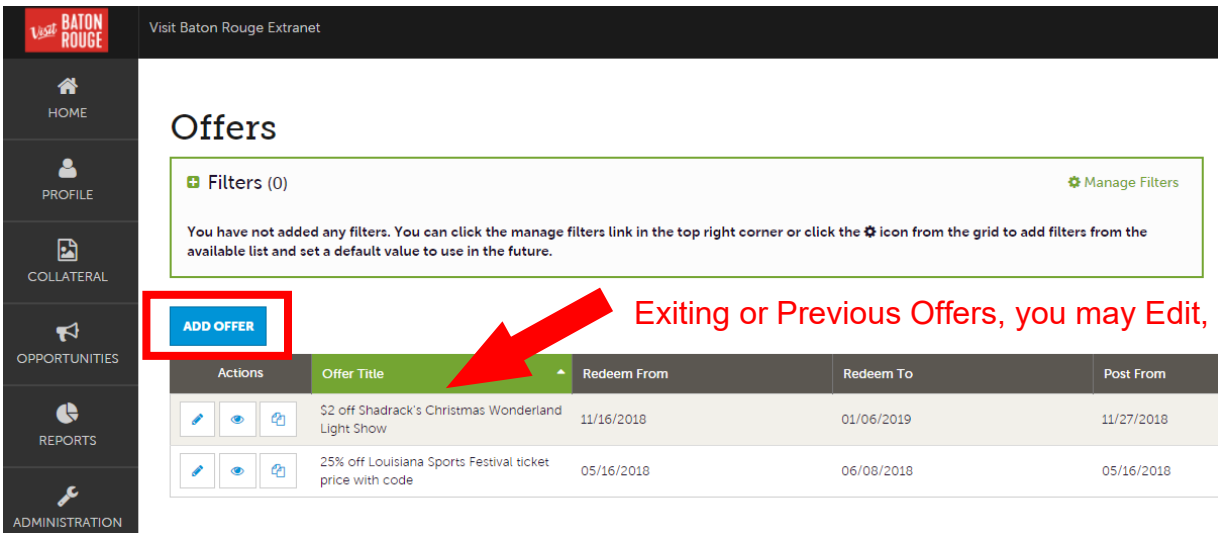 Visit BATON ROUGE
Visit Baton Rouge Extranet
HOME
PROFILE
COLLATERAL
OPPORTUNITIES
REPORTS
ADMINISTRATION
Offers
Filters (0)
Manage Filters
You have not added any filters. You can click the manage filters link in the top right corner or click the icon from the grid to add filters from the
available list and set a default value to use in the future.
ADD OFFER
Exiting or Previous Offers, you may Edit,
Actions Offer Title Redeem From Redeem To Post From
$2 off Shadrack's Christmas Wonderland
Light Show
11/16/2018 01/06/2019 11/27/2018
25% off Louisiana Sports Festival ticket
price with code
05/16/2018 06/08/2018 05/16/2018